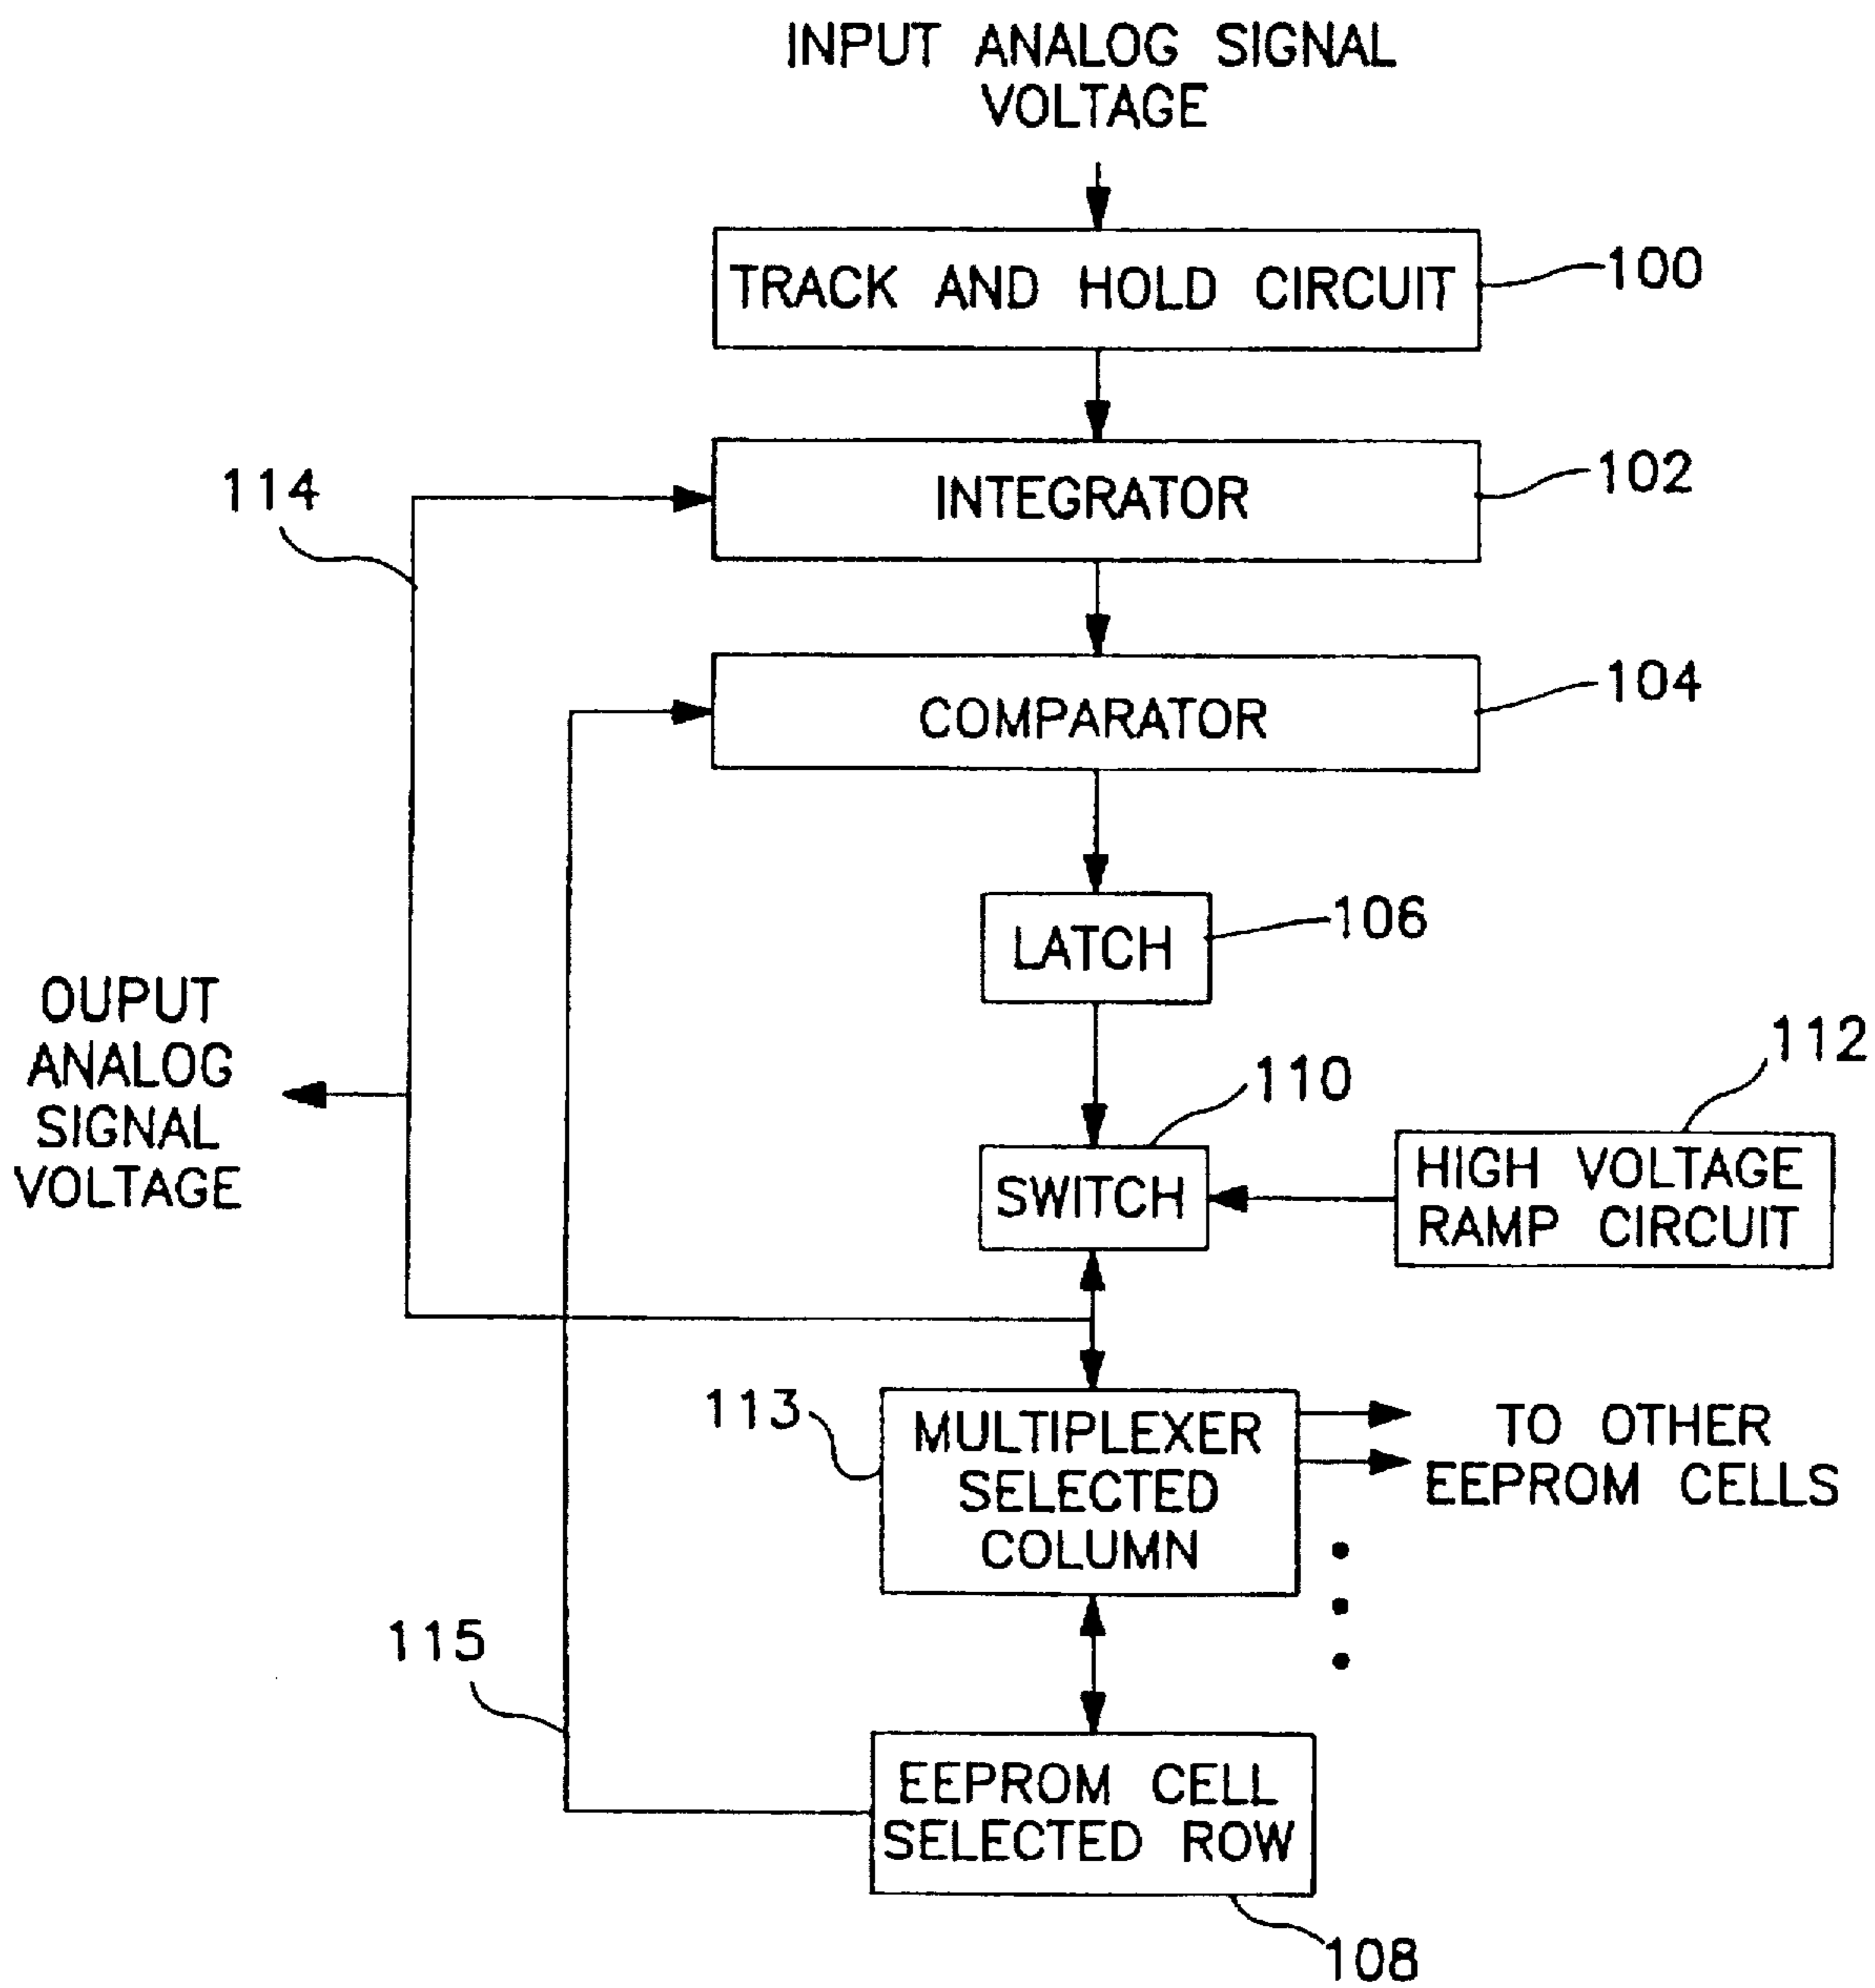 INPUT ANALOG SIGNAL
VOLTAGE
TRACK AND HOLD CIRCUIT
100
INTEGRATOR
102
114
COMPARATOR
104
LATCH
106
OUPUT
ANALOG
SIGNAL
VOLTAGE
110
112
SWITCH
HIGH VOLTAGE
RAMP CIRCUIT
113
MULTIPLEXER
SELECTED
COLUMN
TO OTHER
EEPROM CELLS
115
EEPROM CELL
SELECTED ROW
108